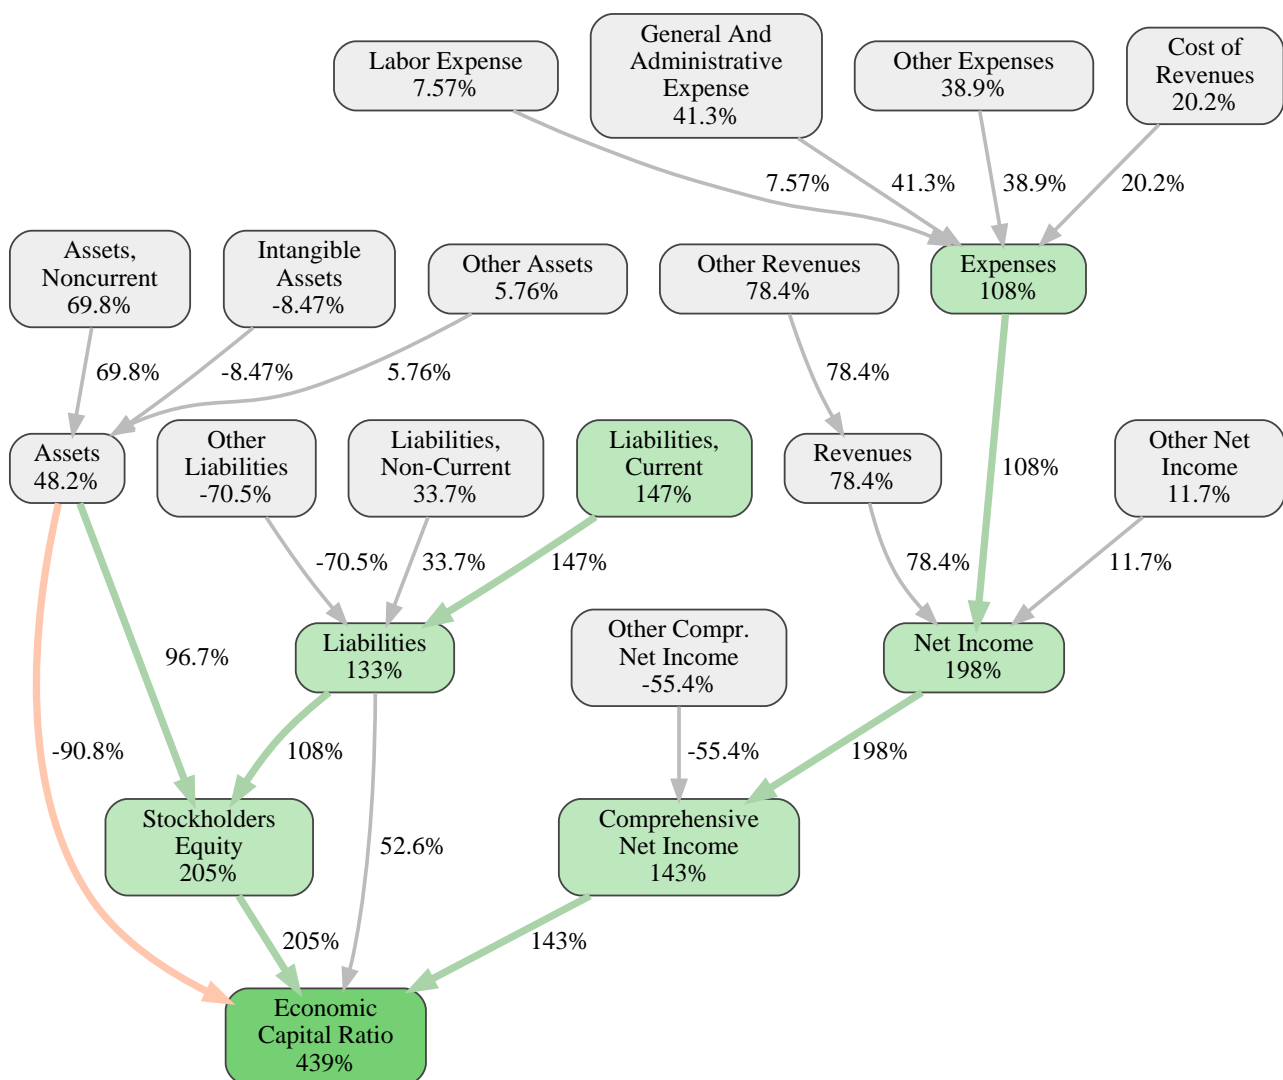 Labor Expense
7.57%
General And
Administrative
Expense
41.3%
Other Expenses
38.9%
Cost of
Revenues
20.2%
7.57%
41.3%
38.9%
20.2%
Assets,
Noncurrent
69.8%
Intangible
Assets
-8.47%
Other Assets
5.76%
Other Revenues
78.4%
Expenses
108%
69.8%
-8.47%
5.76%
78.4%
108%
Assets
48.2%
Other
Liabilities
-70.5%
Liabilities,
Non-Current
33.7%
Liabilities,
Current
147%
Revenues
78.4%
Other Net
Income
11.7%
-70.5%
33.7%
147%
78.4%
11.7%
96.7%
Liabilities
133%
Other Compr.
Net Income
-55.4%
Net Income
198%
-90.8%
108%
52.6%
-55.4%
198%
Stockholders
Equity
205%
Comprehensive
Net Income
143%
205%
143%
Economic
Capital Ratio
439%